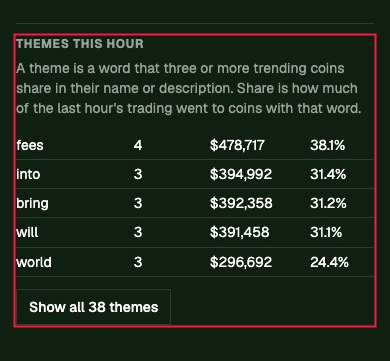 THEMES THIS HOUR
A theme is a word that three or more trending coins
share in their name or description. Share is how much
of the last hour's trading went to coins with that word.
fees 4 $478,717 38.1%
into 3 $394,992 31.4%
bring 3 $392,358 31.2%
will 3 $391,458 31.1%
world 3 $296,692 24.4%
Show all 38 themes